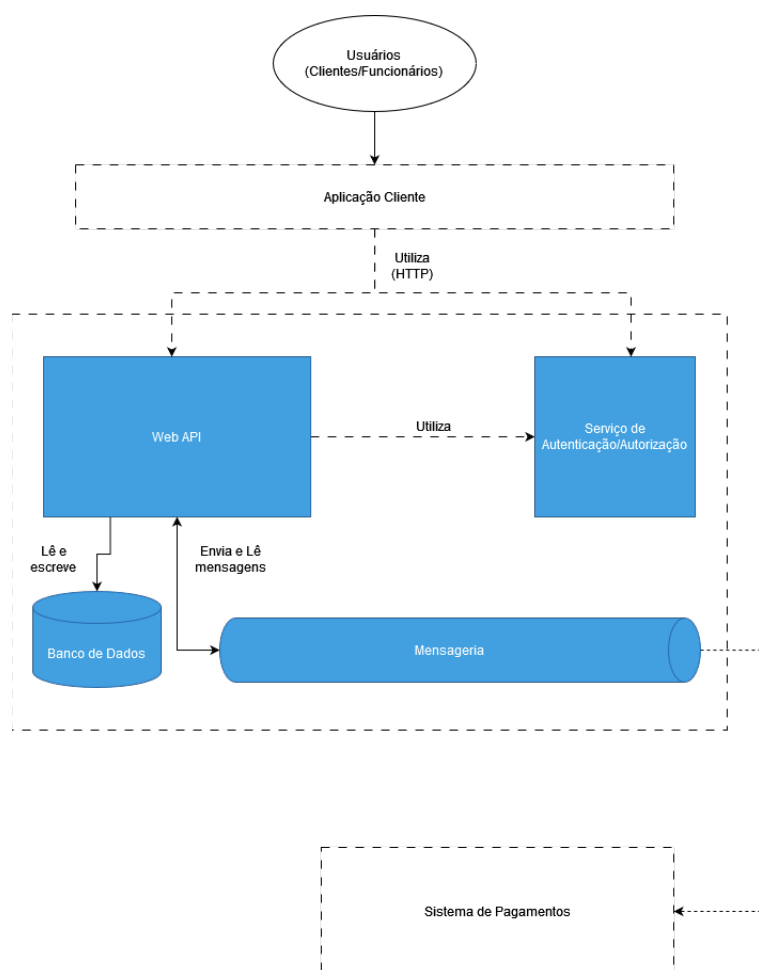 Usuários
(Clientes/Funcionários)
Aplicação Cliente
Utiliza
(HTTP)
Web API
Utiliza
Serviço de
Autenticação/Autorização
Lê e
escreve
Envia e Lê
mensagens
Banco de Dados
Mensageria
Sistema de Pagamentos